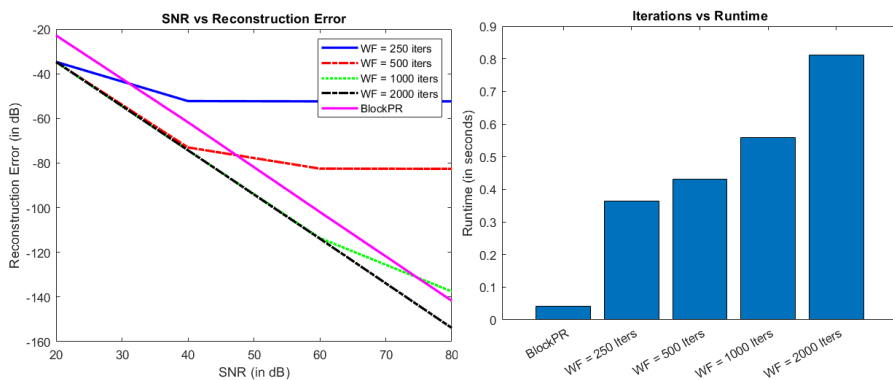 SNR vs Reconstruction Error
Reconstruction Error (in dB)
-20
-40
-60
-80
-100
-120
-140
-160
20
30
40
50
60
70
80
SNR (in dB)
WF = 250 iters
WF = 500 iters
WF = 1000 iters
WF = 2000 iters
BlockPR
Iterations vs Runtime
Runtime (in seconds)
0.9
0.8
0.7
0.6
0.5
0.4
0.3
0.2
0.1
0
BlockPR
WF = 250 Iters
WF = 500 Iters
WF = 1000 Iters
WF = 2000 Iters